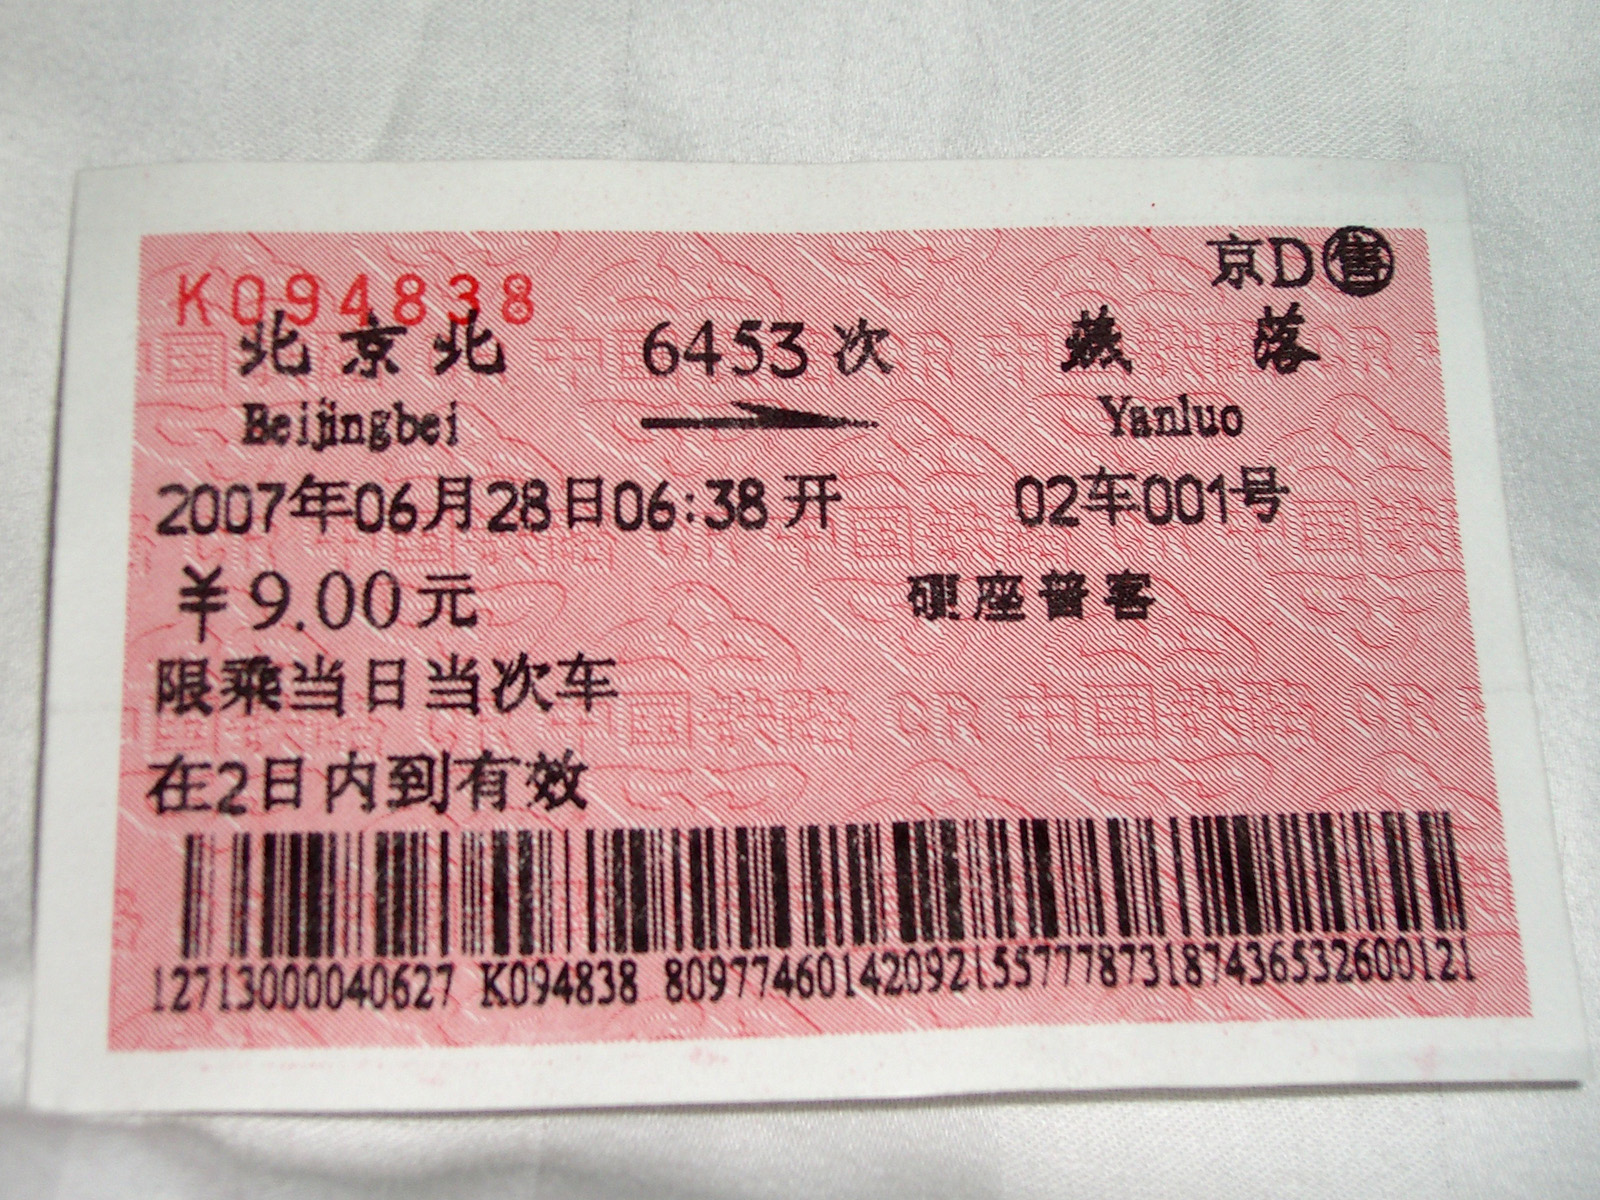 K094838 京D售
北京北 6453次 燕落
Beijingbei Yanluo
2007年06月28日06:38开 02车001号
￥9.00元 硬座普客
限乘当日当次车
在2日内到有效
12713000040627 K094838 8097746014209215577787318743653260​0121